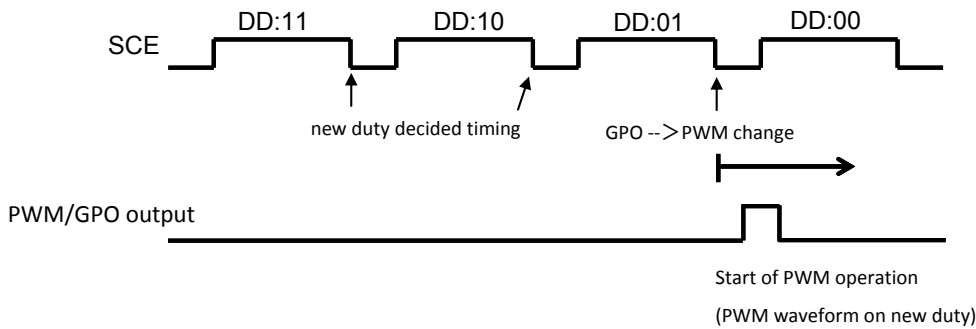 DD:11 DD:10 DD:01 DD:00
SCE
new duty decided timing GPO -->PWM change
PWM/GPO output
Start of PWM operation
(PWM waveform on new duty)